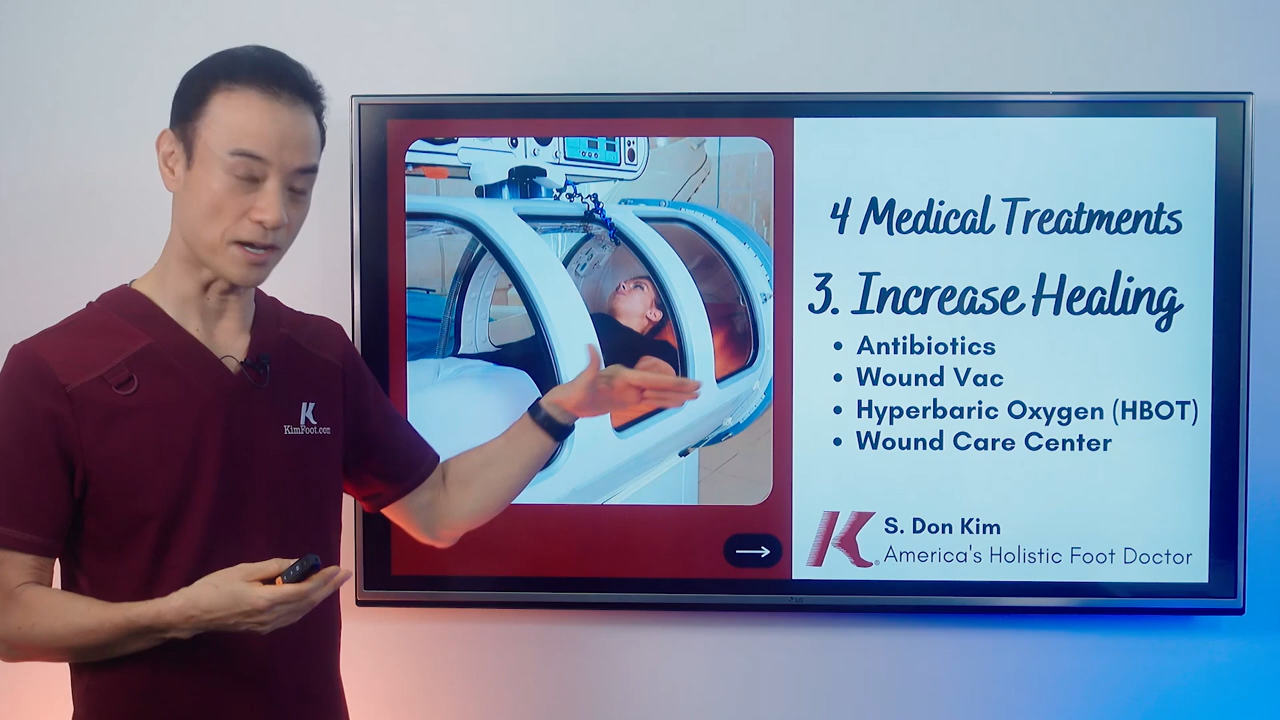 K
KimFoot.com
4 Medical Treatments
3. Increase Healing
• Antibiotics
• Wound Vac
• Hyperbaric Oxygen (HBOT)
• Wound Care Center
K®
S. Don Kim
America's Holistic Foot Doctor
LG